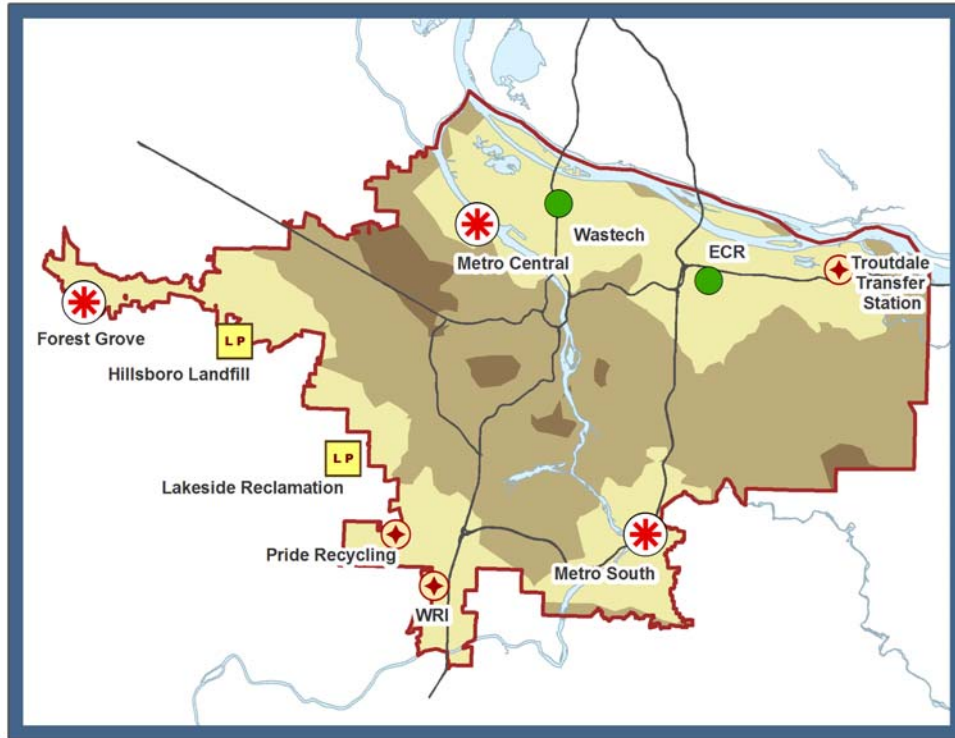 Wastech
Metro Central
ECR
Troutdale
Transfer
Station
Forest Grove
L P
Hillsboro Landfill
L P
Lakeside Reclamation
Pride Recycling
Metro South
WRI